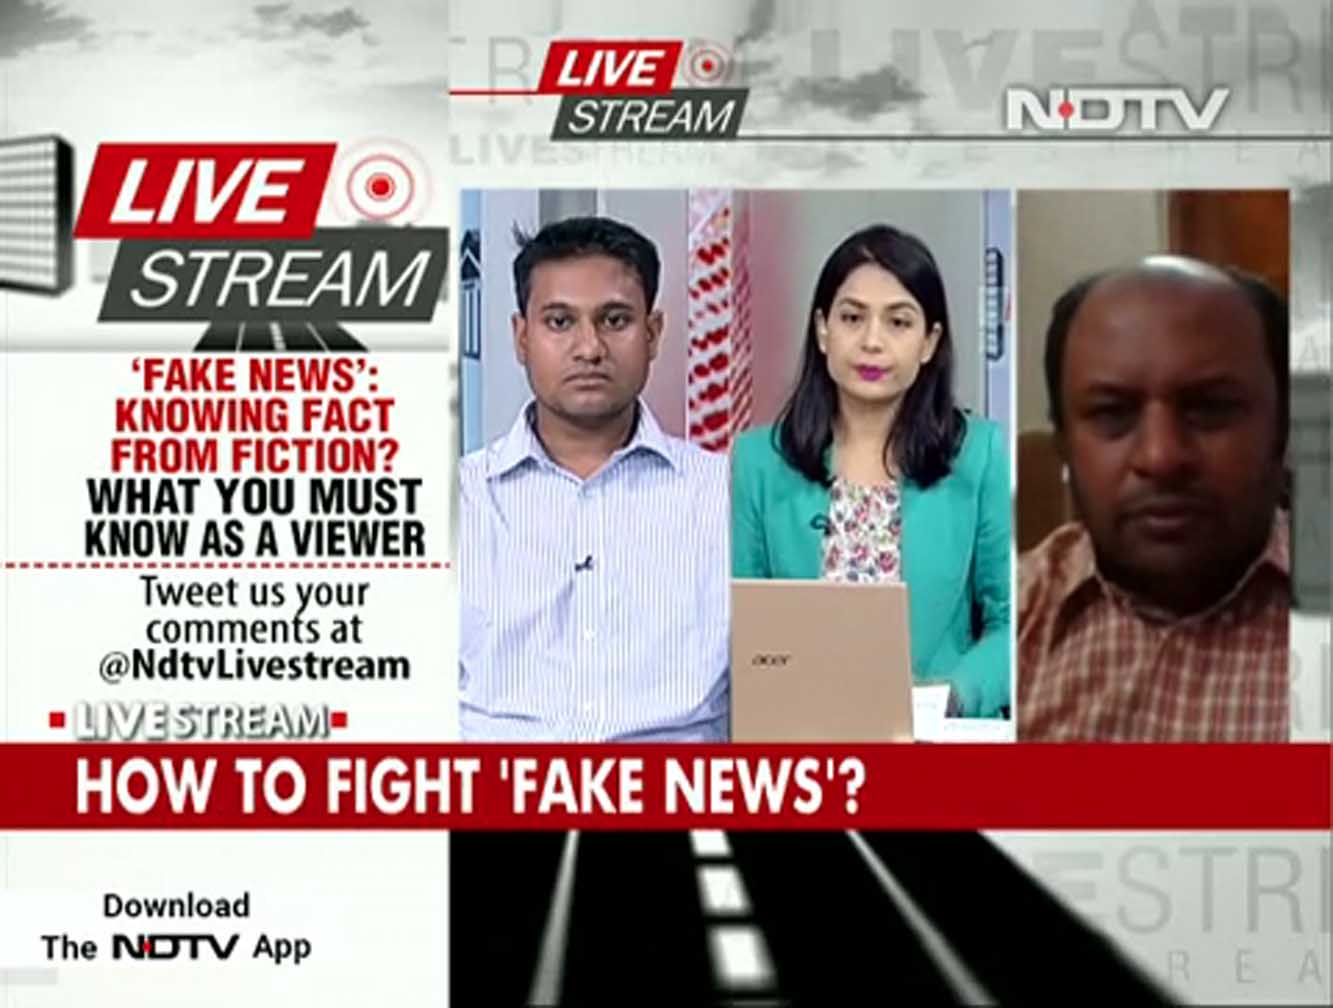 LIVE
STREAM
NDTV
LIVE
STREAM
'FAKE NEWS':
KNOWING FACT
FROM FICTION?
WHAT YOU MUST
KNOW AS A VIEWER
Tweet us your
comments at
@NdtvLivestream
LIVESTREAM
acer
HOW TO FIGHT 'FAKE NEWS'?
Download
The NDTV App